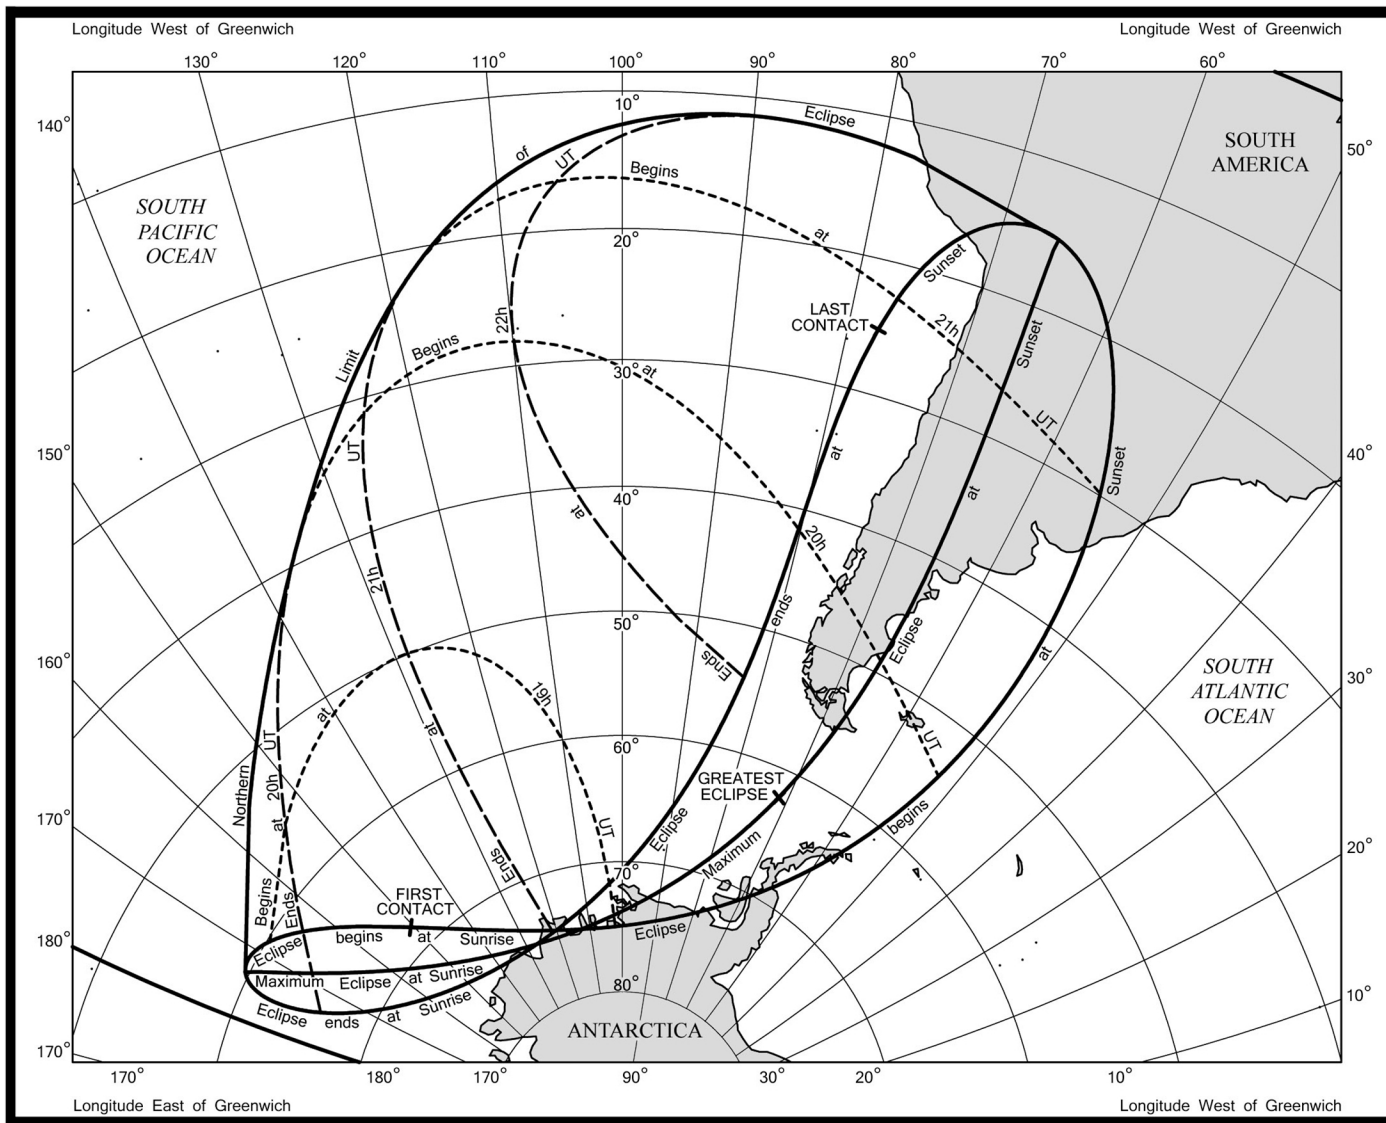 Longitude West of Greenwich
Longitude West of Greenwich
130°
120°
110°
100°
90°
80°
70°
60°
140°
150°
160°
170°
180°
170°
50°
40°
30°
20°
10°
10°
20°
30°
40°
50°
60°
70°
80°
SOUTH
AMERICA
SOUTH
PACIFIC
OCEAN
SOUTH
ATLANTIC
OCEAN
ANTARCTICA
Northern Limit of Eclipse
Begins at 21h UT
Begins at 20h UT
Begins at 19h UT
Ends at 22h UT
Ends at 21h UT
Ends at 20h UT
LAST
CONTACT
GREATEST
ECLIPSE
FIRST
CONTACT
Eclipse ends at Sunset
Maximum Eclipse at Sunset
Eclipse begins at Sunset
Eclipse begins at Sunrise
Maximum Eclipse at Sunrise
Eclipse ends at Sunrise
150°
170°
180°
170°
90°
30°
20°
10°
Longitude East of Greenwich
Longitude West of Greenwich